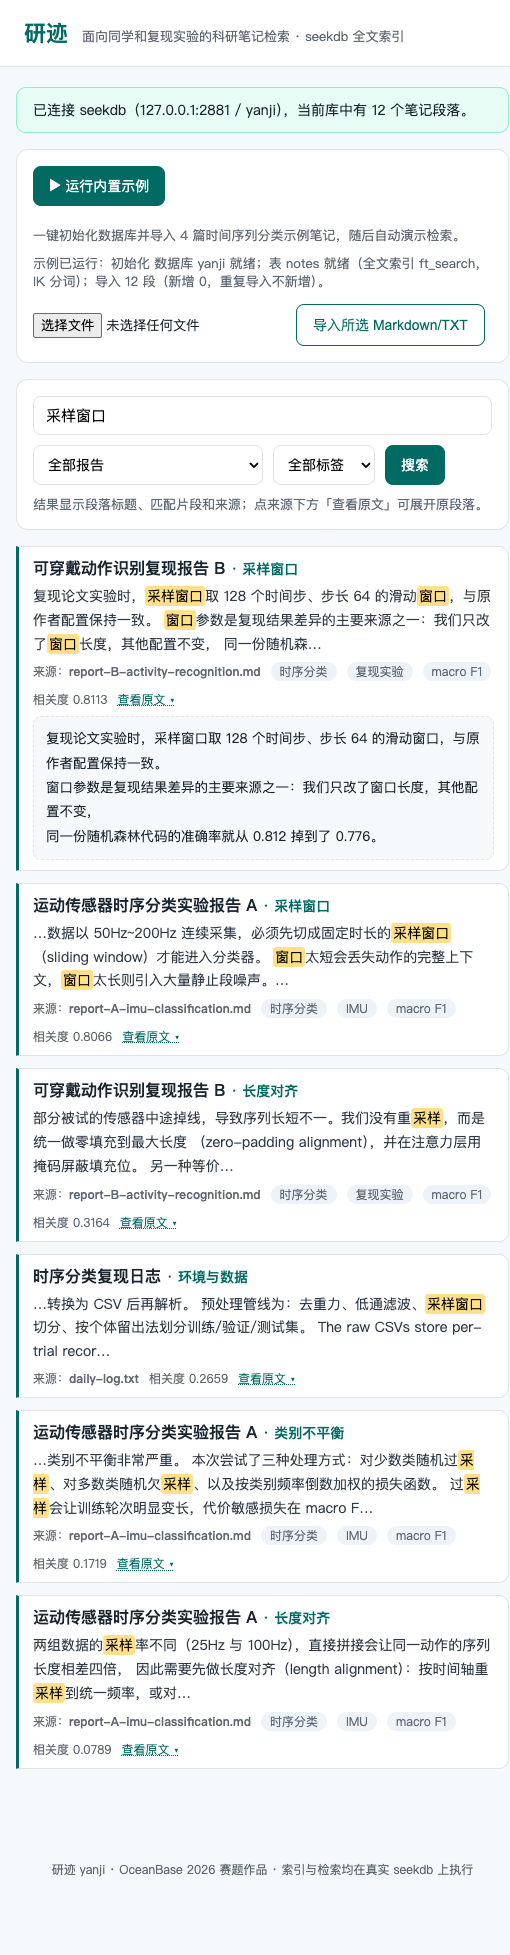 研迹 面向同学和复现实验的科研笔记检索 · seekdb 全文索引
已连接 seekdb（127.0.0.1:2881 / yanji），当前库中有 12 个笔记段落。
▶ 运行内置示例
一键初始化数据库并导入 4 篇时间序列分类示例笔记，随后自动演示检索。
示例已运行：初始化 数据库 yanji 就绪；表 notes 就绪（全文索引 ft_search，
IK 分词）；导入 12 段（新增 0，重复导入不新增）。
选择文件 未选择任何文件 导入所选 Markdown/TXT
采样窗口
全部报告 全部标签 搜索
结果显示段落标题、匹配片段和来源；点来源下方「查看原文」可展开原段落。
可穿戴动作识别复现报告 B · 采样窗口
复现论文实验时，采样窗口取 128 个时间步、步长 64 的滑动窗口，与原
作者配置保持一致。 窗口参数是复现结果差异的主要来源之一：我们只改
了窗口长度，其他配置不变， 同一份随机森…
来源：report-B-activity-recognition.md 时序分类 复现实验 macro F1
相关度 0.8113 查看原文 ▾
复现论文实验时，采样窗口取 128 个时间步、步长 64 的滑动窗口，与原
作者配置保持一致。
窗口参数是复现结果差异的主要来源之一：我们只改了窗口长度，其他配
置不变，
同一份随机森林代码的准确率就从 0.812 掉到了 0.776。
运动传感器时序分类实验报告 A · 采样窗口
…数据以 50Hz~200Hz 连续采集，必须先切成固定时长的采样窗口
（sliding window）才能进入分类器。 窗口太短会丢失动作的完整上下
文，窗口太长则引入大量静止段噪声。…
来源：report-A-imu-classification.md 时序分类 IMU macro F1
相关度 0.8066 查看原文 ▾
可穿戴动作识别复现报告 B · 长度对齐
部分被试的传感器中途掉线，导致序列长短不一。我们没有重采样，而是
统一做零填充到最大长度 （zero-padding alignment），并在注意力层用
掩码屏蔽填充位。 另一种等价…
来源：report-B-activity-recognition.md 时序分类 复现实验 macro F1
相关度 0.3164 查看原文 ▾
时序分类复现日志 · 环境与数据
…转换为 CSV 后再解析。 预处理管线为：去重力、低通滤波、采样窗口
切分、按个体留出法划分训练/验证/测试集。 The raw CSVs store per-
trial recor…
来源：daily-log.txt 相关度 0.2659 查看原文 ▾
运动传感器时序分类实验报告 A · 类别不平衡
…类别不平衡非常严重。 本次尝试了三种处理方式：对少数类随机过采
样、对多数类随机欠采样、以及按类别频率倒数加权的损失函数。 过采
样会让训练轮次明显变长，代价敏感损失在 macro F…
来源：report-A-imu-classification.md 时序分类 IMU macro F1
相关度 0.1719 查看原文 ▾
运动传感器时序分类实验报告 A · 长度对齐
两组数据的采样率不同（25Hz 与 100Hz），直接拼接会让同一动作的序列
长度相差四倍， 因此需要先做长度对齐（length alignment）：按时间轴重
采样到统一频率，或对…
来源：report-A-imu-classification.md 时序分类 IMU macro F1
相关度 0.0789 查看原文 ▾
研迹 yanji · OceanBase 2026 赛题作品 · 索引与检索均在真实 seekdb 上执行